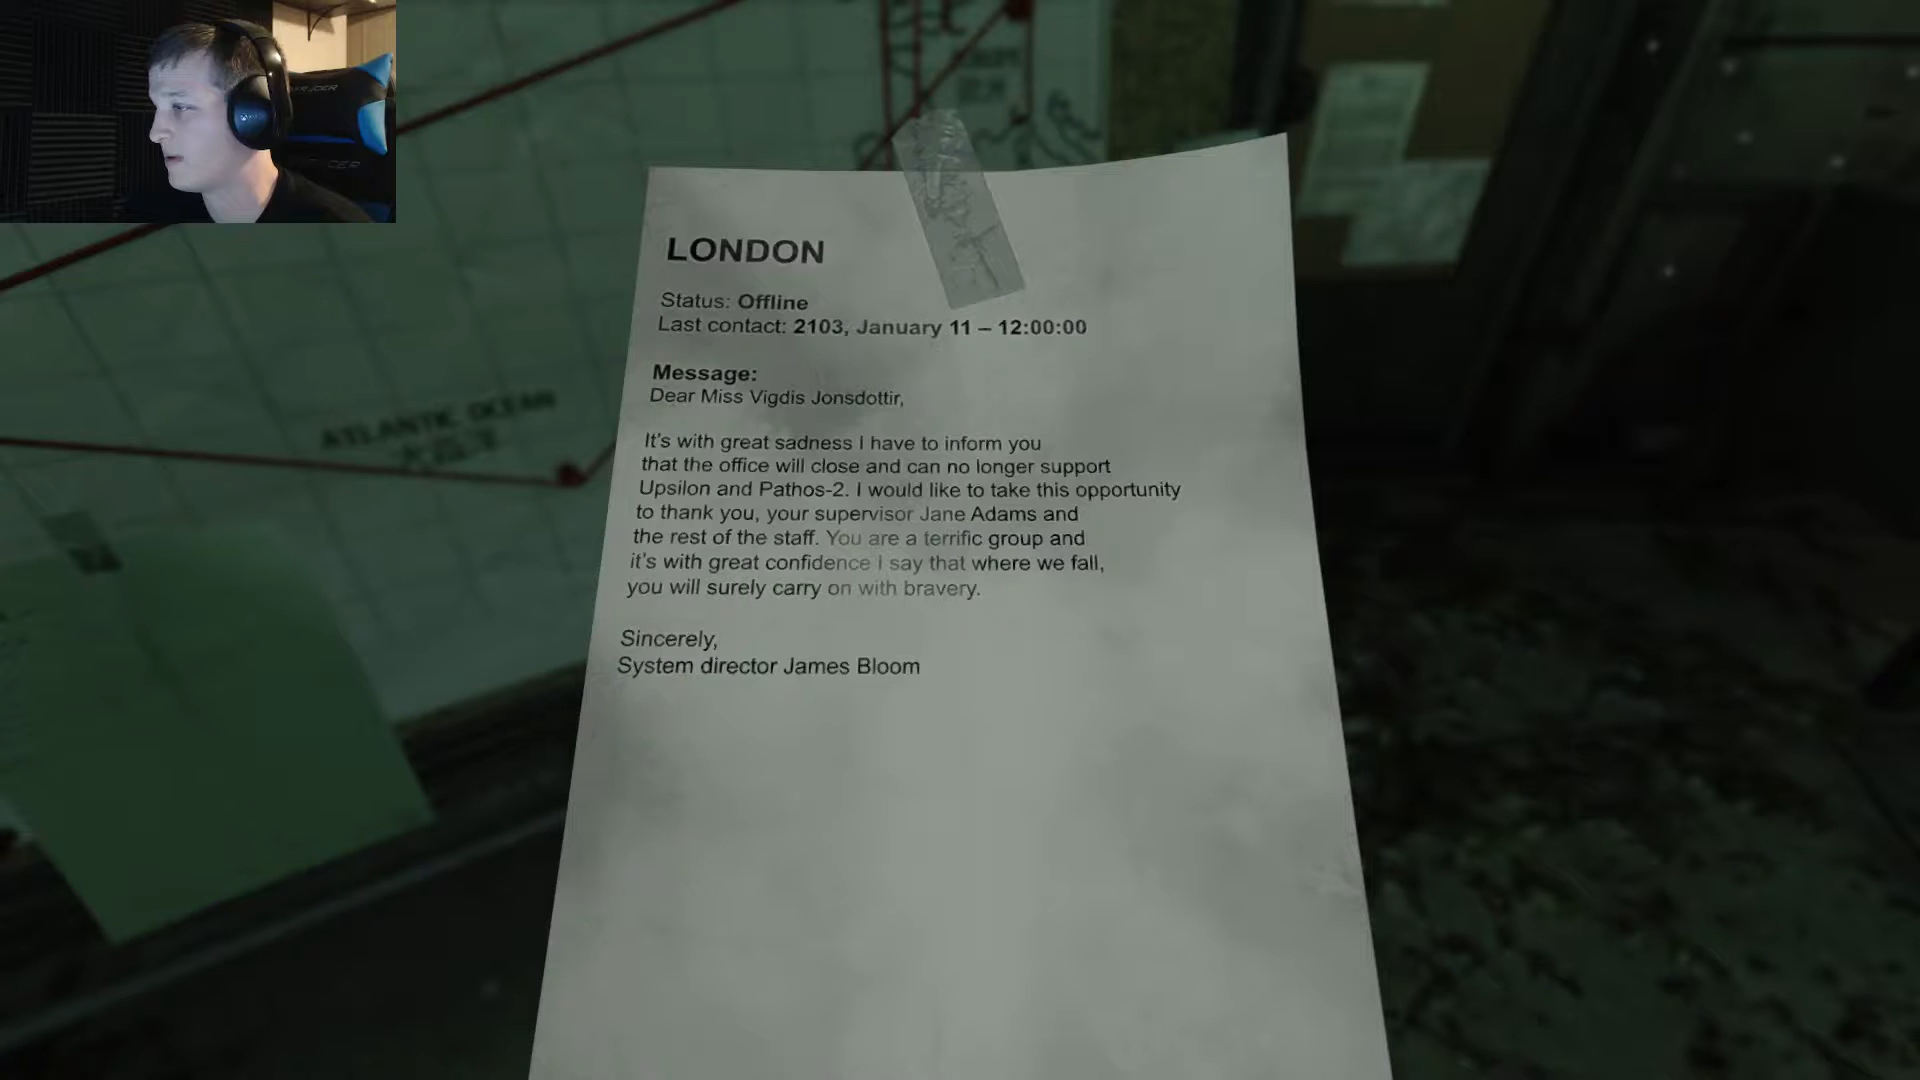 LONDON
Status: Offline
Last contact: 2103, January 11 – 12:00:00
Message:
Dear Miss Vigdis Jonsdottir,
It's with great sadness I have to inform you
that the office will close and can no longer support
Upsilon and Pathos-2. I would like to take this opportunity
to thank you, your supervisor Jane Adams and
the rest of the staff. You are a terrific group and
it's with great confidence I say that where we fall,
you will surely carry on with bravery.
Sincerely,
System director James Bloom
ATLANTIC OCEAN